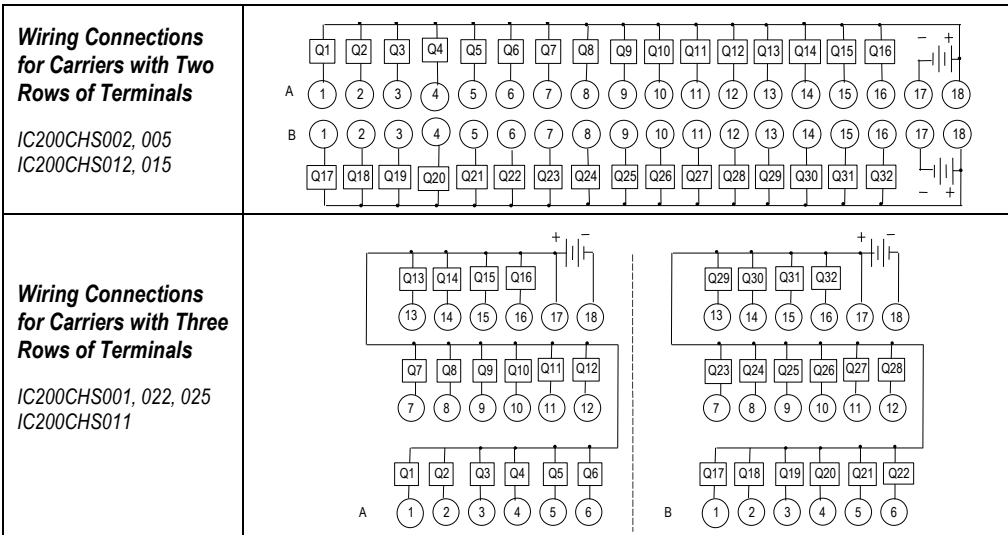 Wiring Connections
for Carriers with Two
Rows of Terminals
IC200CHS002, 005
IC200CHS012, 015
Q1 Q2 Q3 Q4 Q5 Q6 Q7 Q8 Q9 Q10 Q11 Q12 Q13 Q14 Q15 Q16 – +
A 1 2 3 4 5 6 7 8 9 10 11 12 13 14 15 16 17 18
B 1 2 3 4 5 6 7 8 9 10 11 12 13 14 15 16 17 18
Q17 Q18 Q19 Q20 Q21 Q22 Q23 Q24 Q25 Q26 Q27 Q28 Q29 Q30 Q31 Q32 – +
Wiring Connections
for Carriers with Three
Rows of Terminals
IC200CHS001, 022, 025
IC200CHS011
+ –
Q13 Q14 Q15 Q16
13 14 15 16 17 18
Q7 Q8 Q9 Q10 Q11 Q12
7 8 9 10 11 12
Q1 Q2 Q3 Q4 Q5 Q6
A 1 2 3 4 5 6
+ –
Q29 Q30 Q31 Q32
13 14 15 16 17 18
Q23 Q24 Q25 Q26 Q27 Q28
7 8 9 10 11 12
Q17 Q18 Q19 Q20 Q21 Q22
B 1 2 3 4 5 6